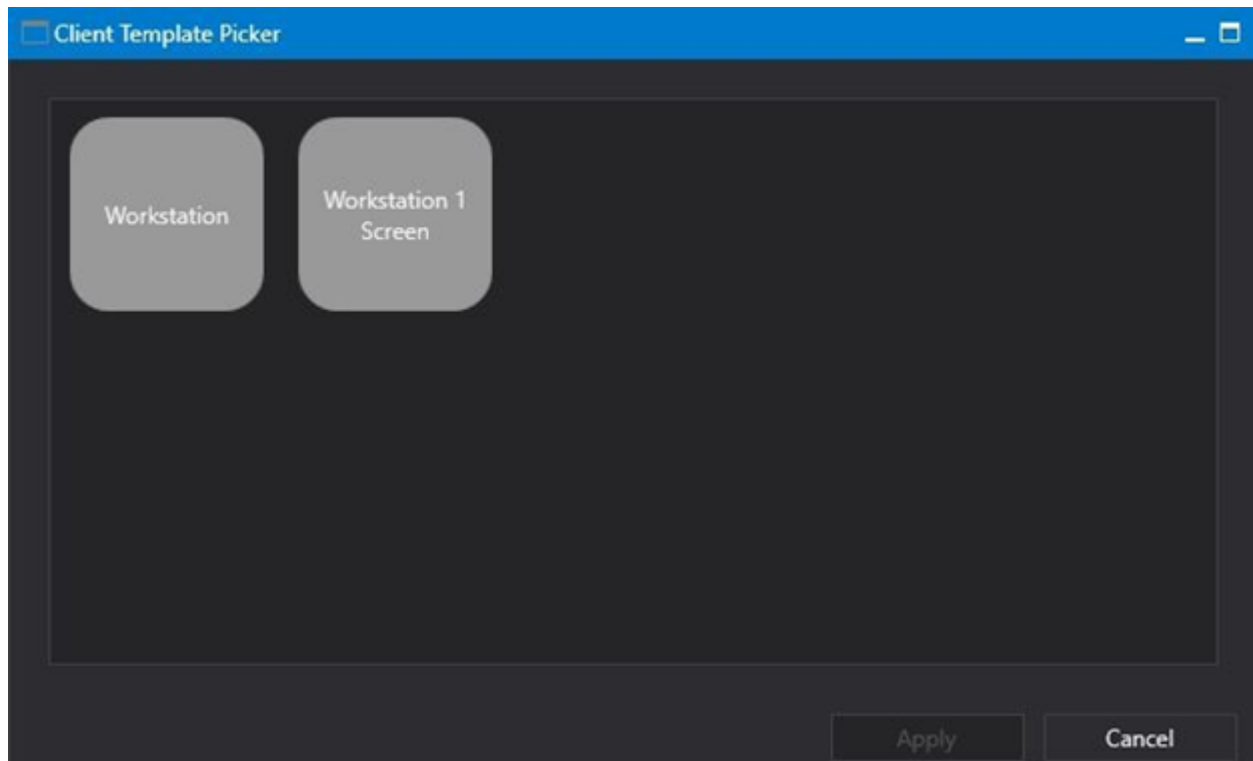 Client Template Picker
Workstation
Workstation 1
Screen
Apply
Cancel